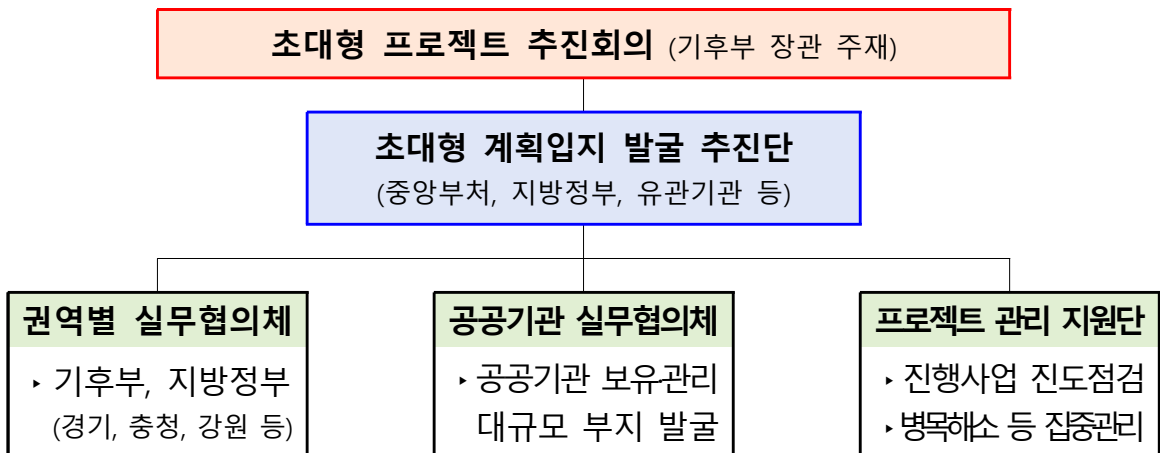 초대형 프로젝트 추진회의 (기후부 장관 주재)
초대형 계획입지 발굴 추진단
(중앙부처, 지방정부, 유관기관 등)
권역별 실무협의체
‣ 기후부, 지방정부
(경기, 충청, 강원 등)
공공기관 실무협의체
‣ 공공기관 보유·관리
대규모 부지 발굴
프로젝트 관리 지원단
‣ 진행사업 진도점검
‣ 병목해소 등 집중관리